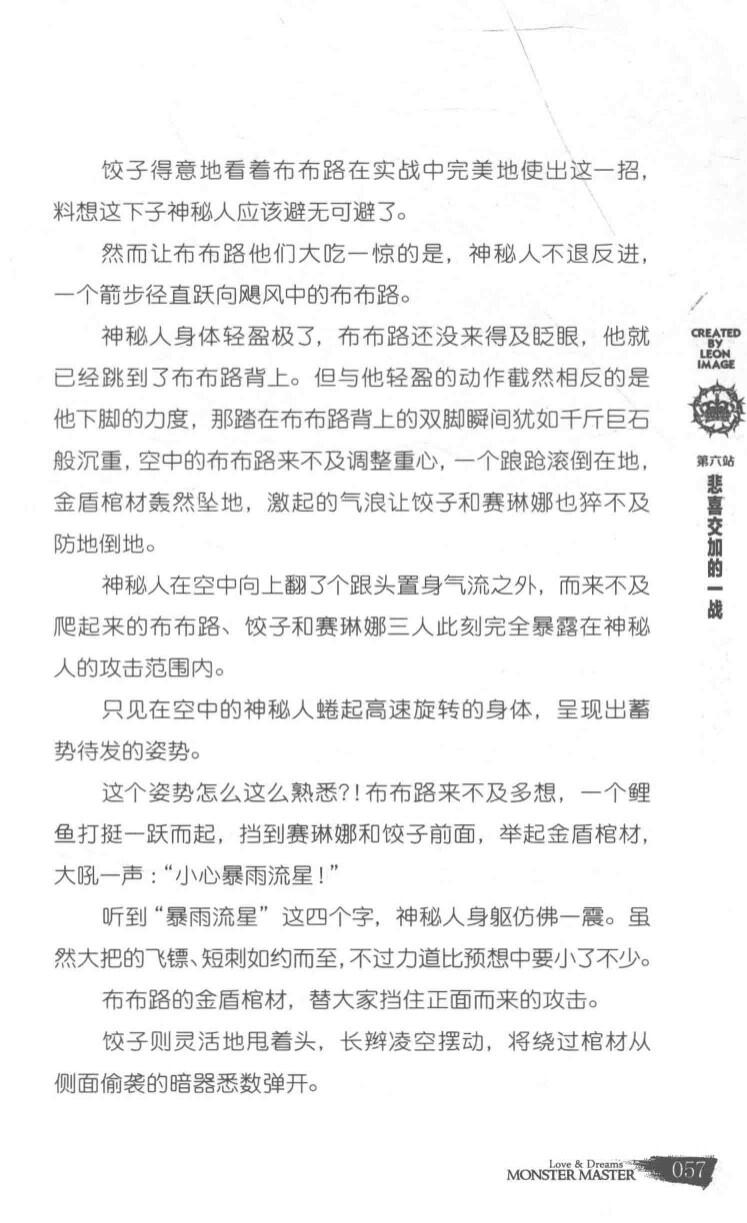 饺子得意地看着布布路在实战中完美地使出这一招，
料想这下子神秘人应该避无可避了。
然而让布布路他们大吃一惊的是，神秘人不退反进，
一个箭步径直跃向飓风中的布布路。
神秘人身体轻盈极了，布布路还没来得及眨眼，他就
已经跳到了布布路背上。但与他轻盈的动作截然相反的是
他下脚的力度，那踏在布布路背上的双脚瞬间犹如千斤巨石
般沉重，空中的布布路来不及调整重心，一个踉跄滚倒在地，
金盾棺材轰然坠地，激起的气浪让饺子和赛琳娜也猝不及
防地倒地。
神秘人在空中向上翻了个跟头置身气流之外，而来不及
爬起来的布布路、饺子和赛琳娜三人此刻完全暴露在神秘
人的攻击范围内。
只见在空中的神秘人蜷起高速旋转的身体，呈现出蓄
势待发的姿势。
这个姿势怎么这么熟悉?!布布路来不及多想，一个鲤
鱼打挺一跃而起，挡到赛琳娜和饺子前面，举起金盾棺材，
大吼一声：“小心暴雨流星！”
听到“暴雨流星”这四个字，神秘人身躯仿佛一震。虽
然大把的飞镖、短刺如约而至，不过力道比预想中要小了不少。
布布路的金盾棺材，替大家挡住正面而来的攻击。
饺子则灵活地甩着头，长辫凌空摆动，将绕过棺材从
侧面偷袭的暗器悉数弹开。
CREATED
BY
LEON
IMAGE
第六站
悲喜交加的一战
Love & Dreams
MONSTER MASTER
057